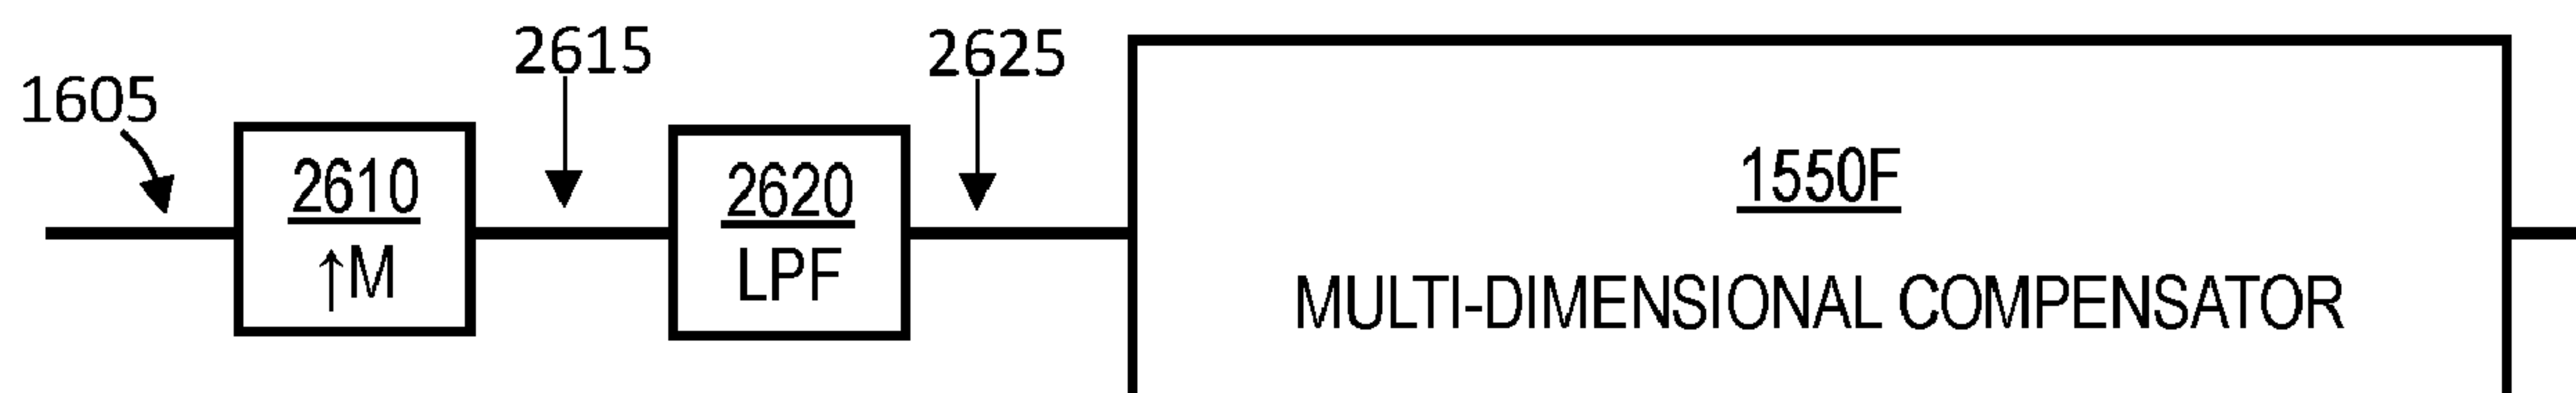 1605
2615
2625
2610
↑M
2620
LPF
1550F
MULTI-DIMENSIONAL COMPENSATOR